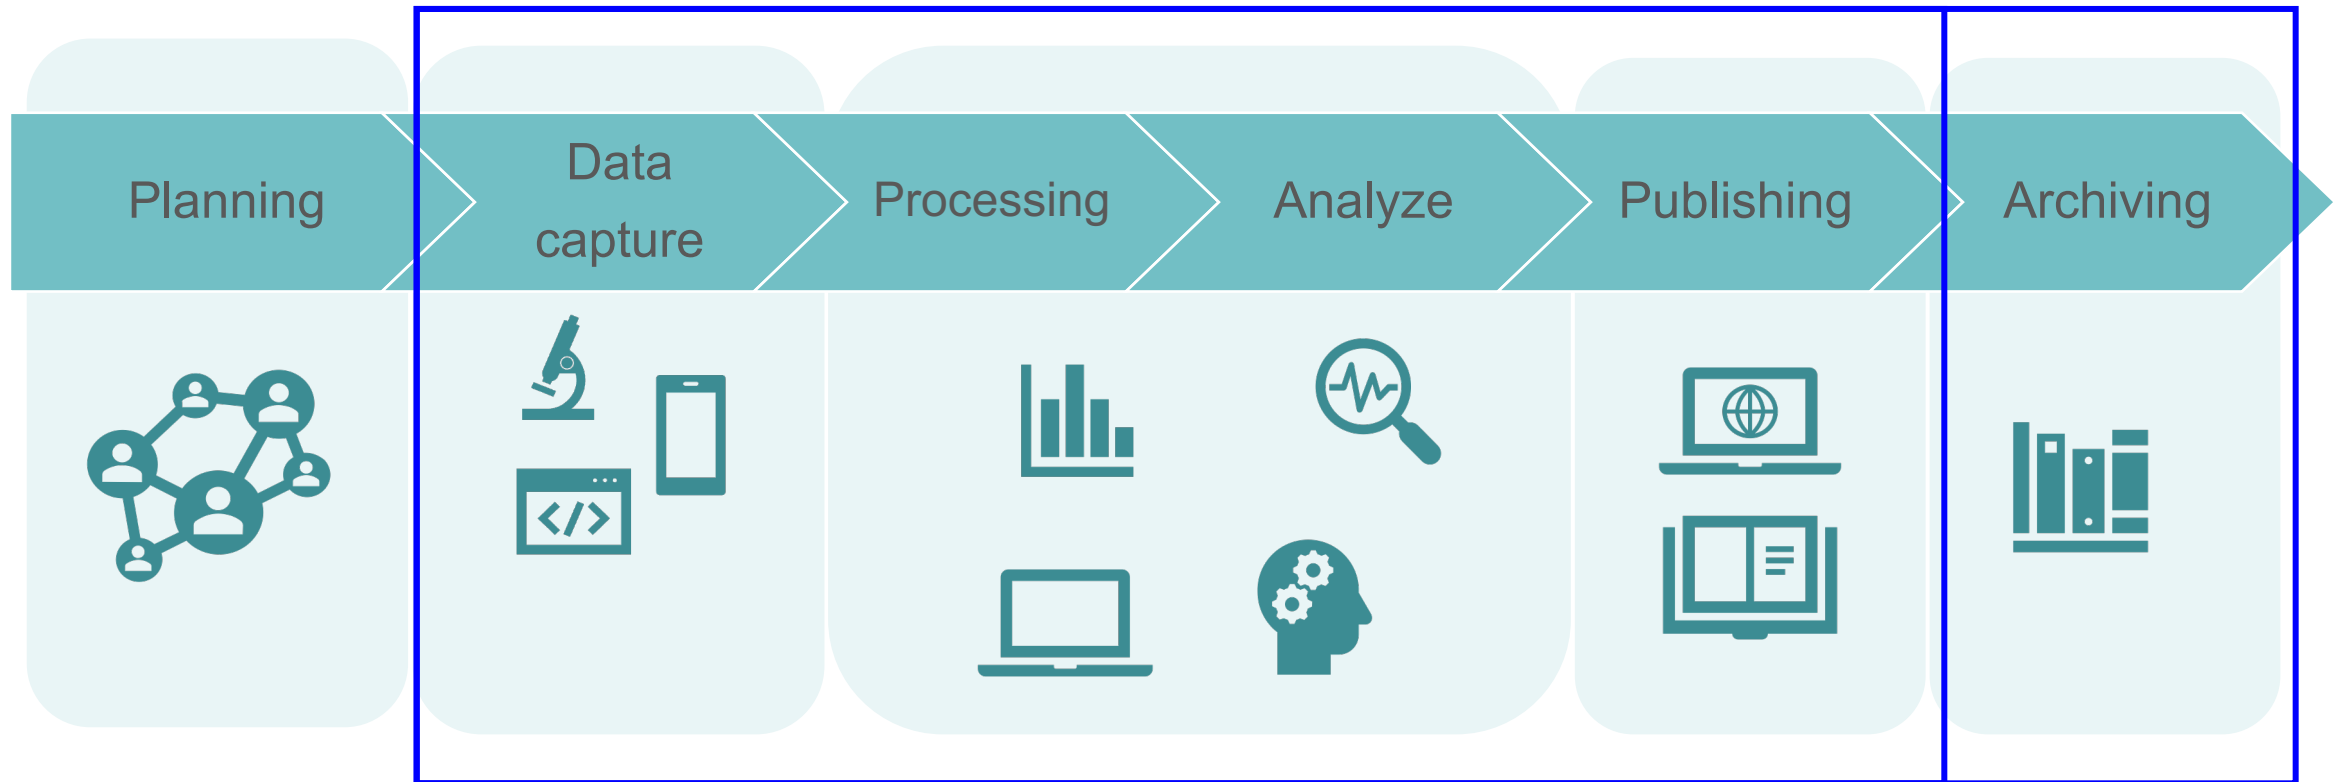 Planning
Data
capture
Processing
Analyze
Publishing
Archiving